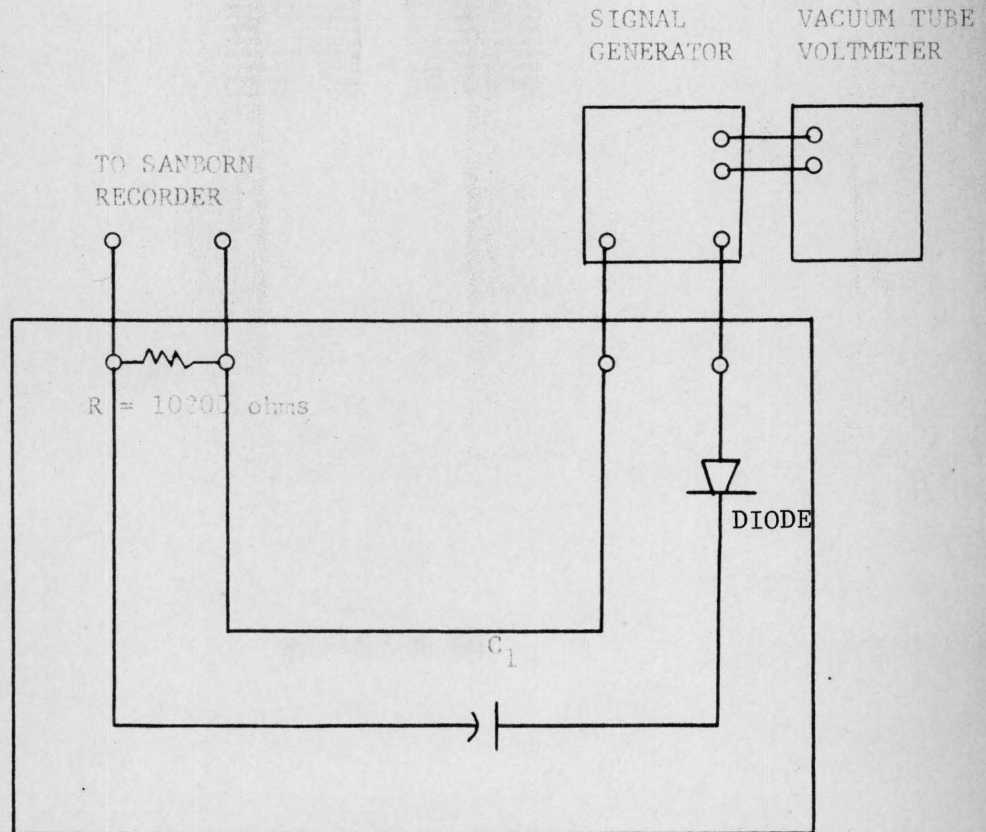 SIGNAL
GENERATOR
VACUUM TUBE
VOLTMETER
TO SANBORN
RECORDER
R = 10200 ohms
DIODE
C1